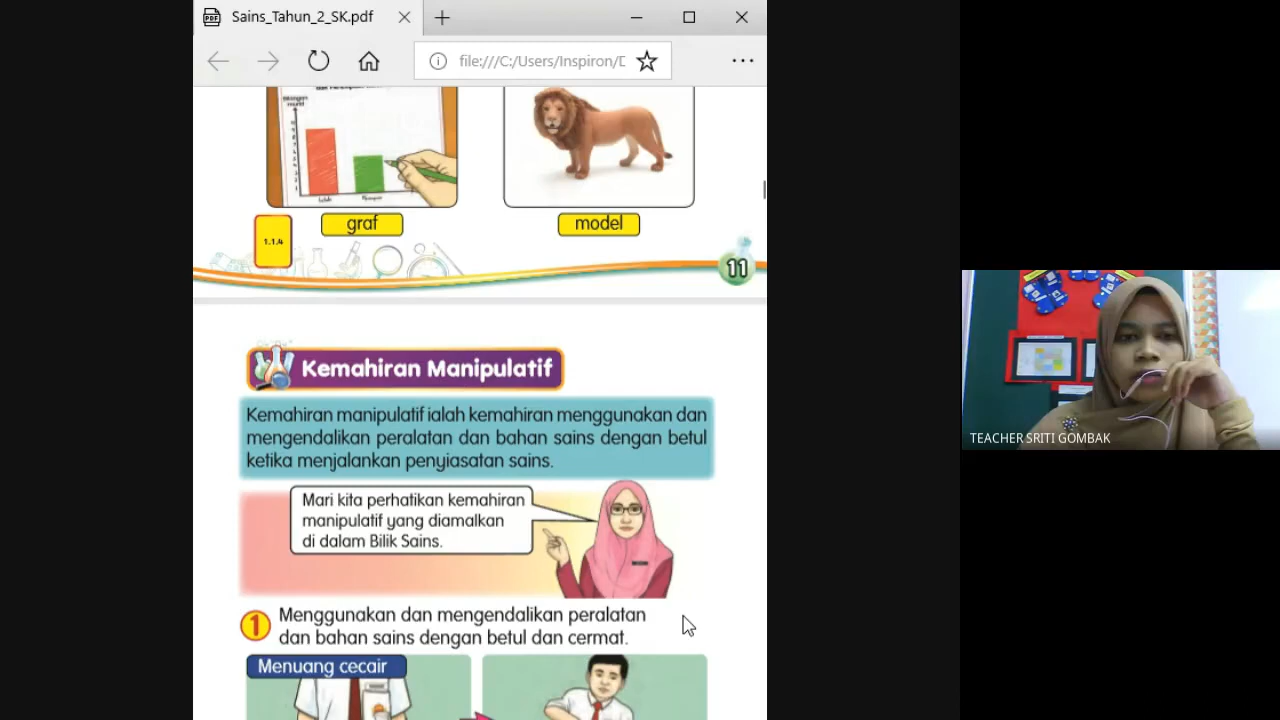 Sains_Tahun_2_SK.pdf
file:///C:/Users/Inspiron/D
graf
model
1.1.4
11
Kemahiran Manipulatif
Kemahiran manipulatif ialah kemahiran menggunakan dan
mengendalikan peralatan dan bahan sains dengan betul
ketika menjalankan penyiasatan sains.
Mari kita perhatikan kemahiran
manipulatif yang diamalkan
di dalam Bilik Sains.
TEACHER SRITI GOMBAK
1 Menggunakan dan mengendalikan peralatan
dan bahan sains dengan betul dan cermat.
Menuang cecair